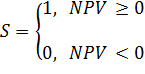 S = {1, NPV ≥ 0
0, NPV < 0